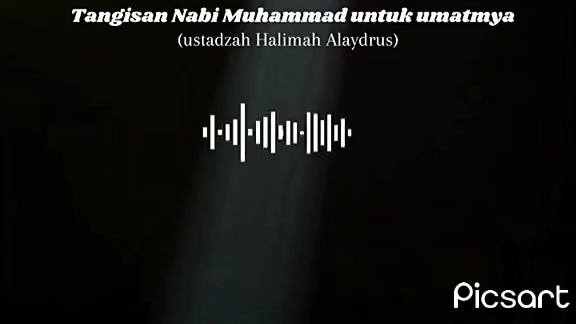 Tangisan Nabi Muhammad untuk umatmya
(ustadzah Halimah Alaydrus)
Picsart